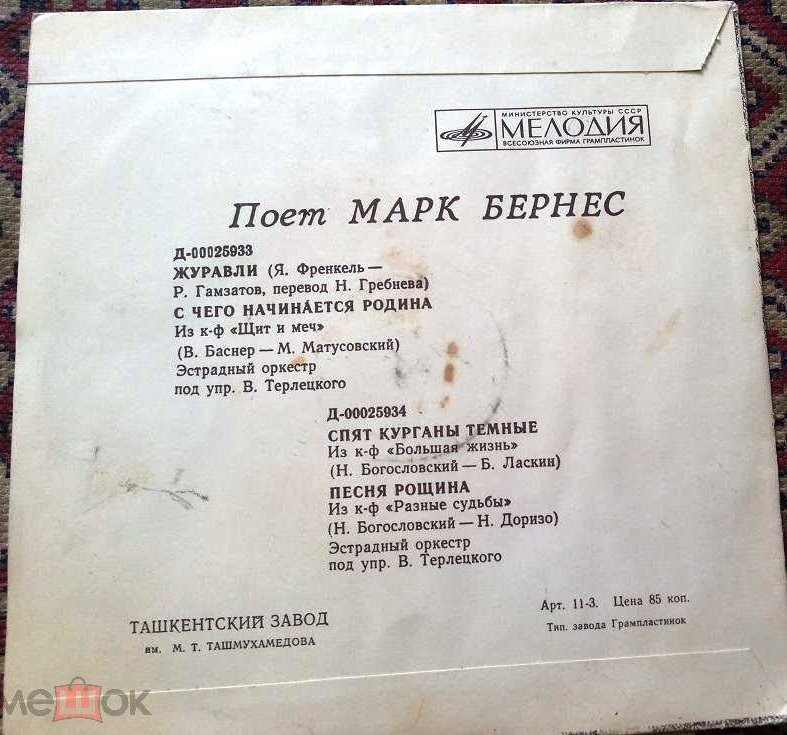 МИНИСТЕРСТВО КУЛЬТУРЫ СССР
МЕЛОДИЯ
ВСЕСОЮЗНАЯ ФИРМА ГРАМПЛАСТИНОК
Поет МАРК БЕРНЕС
Д-00025933
ЖУРАВЛИ (Я. Френкель —
Р. Гамзатов, перевод Н. Гребнева)
С ЧЕГО НАЧИНАЕТСЯ РОДИНА
Из к-ф «Щит и меч»
(В. Баснер — М. Матусовский)
Эстрадный оркестр
под упр. В. Терлецкого
Д-00025934
СПЯТ КУРГАНЫ ТЕМНЫЕ
Из к-ф «Большая жизнь»
(Н. Богословский — Б. Ласкин)
ПЕСНЯ РОЩИНА
Из к-ф «Разные судьбы»
(Н. Богословский — Н. Доризо)
Эстрадный оркестр
под упр. В. Терлецкого
Арт. 11-3. Цена 85 коп.
Тип. завода Грампластинок
ТАШКЕНТСКИЙ ЗАВОД
им. М. Т. ТАШМУХАМЕДОВА
мешок